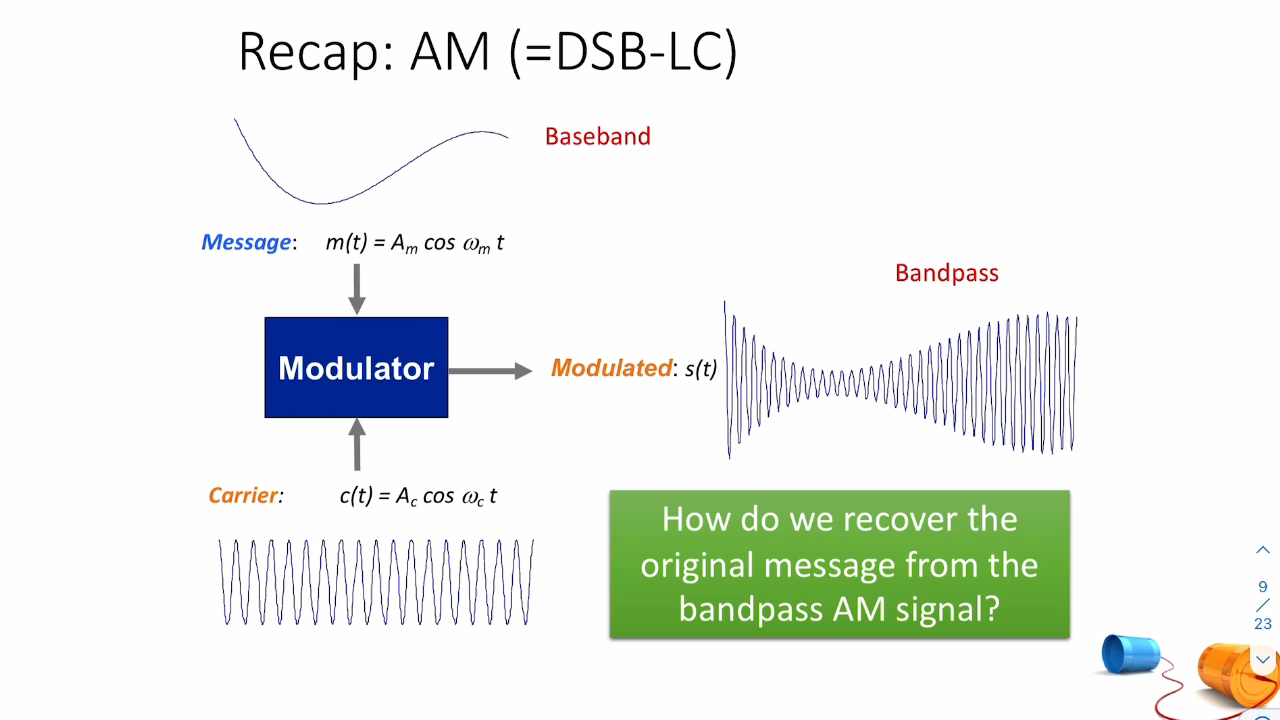 Recap: AM (=DSB-LC)
Baseband
Message: m(t) = Am cos ωm t
Bandpass
Modulator
Modulated: s(t)
Carrier: c(t) = Ac cos ωc t
How do we recover the
original message from the
bandpass AM signal?
9
/
23